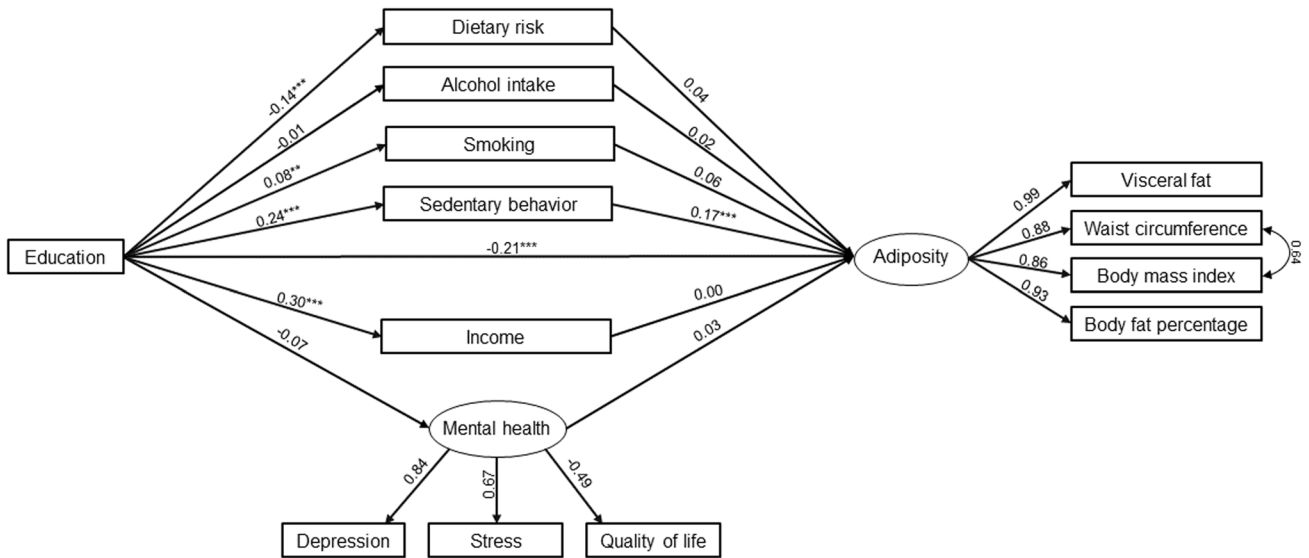 Dietary risk
-0.14***
0.04
Alcohol intake
-0.01
0.02
Smoking
0.08**
0.06
Visceral fat
0.99
Sedentary behavior
0.24***
0.17***
Waist circumference
0.88
Education
-0.21***
Adiposity
0.64
0.86
Body mass index
0.30***
0.00
0.93
Body fat percentage
Income
-0.07
0.03
Mental health
0.84
0.67
-0.49
Depression
Stress
Quality of life